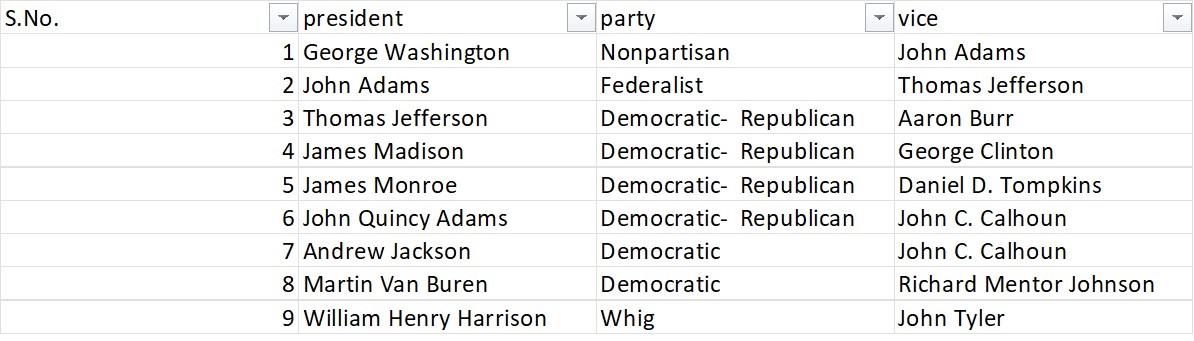 S.No. president party vice
1 George Washington Nonpartisan John Adams
2 John Adams Federalist Thomas Jefferson
3 Thomas Jefferson Democratic-  Republican Aaron Burr
4 James Madison Democratic-  Republican George Clinton
5 James Monroe Democratic-  Republican Daniel D. Tompkins
6 John Quincy Adams Democratic-  Republican John C. Calhoun
7 Andrew Jackson Democratic John C. Calhoun
8 Martin Van Buren Democratic Richard Mentor Johnson
9 William Henry Harrison Whig John Tyler